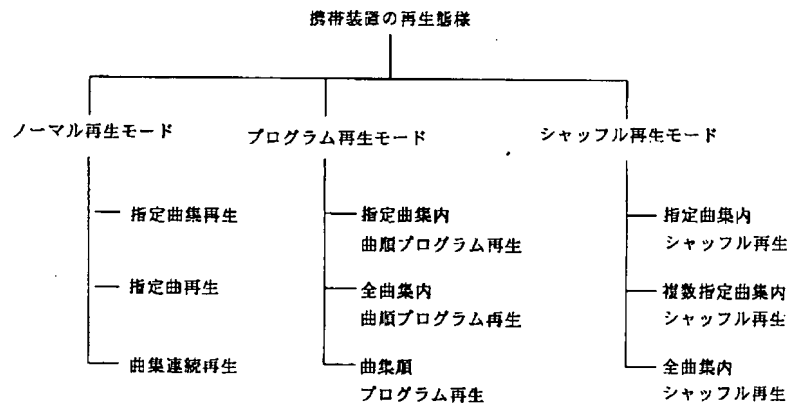 携帯装置の再生態様
ノーマル再生モード
指定曲集再生
指定曲再生
曲集連続再生
プログラム再生モード
指定曲集内
曲順プログラム再生
全曲集内
曲順プログラム再生
曲集順
プログラム再生
シャッフル再生モード
指定曲集内
シャッフル再生
複数指定曲集内
シャッフル再生
全曲集内
シャッフル再生